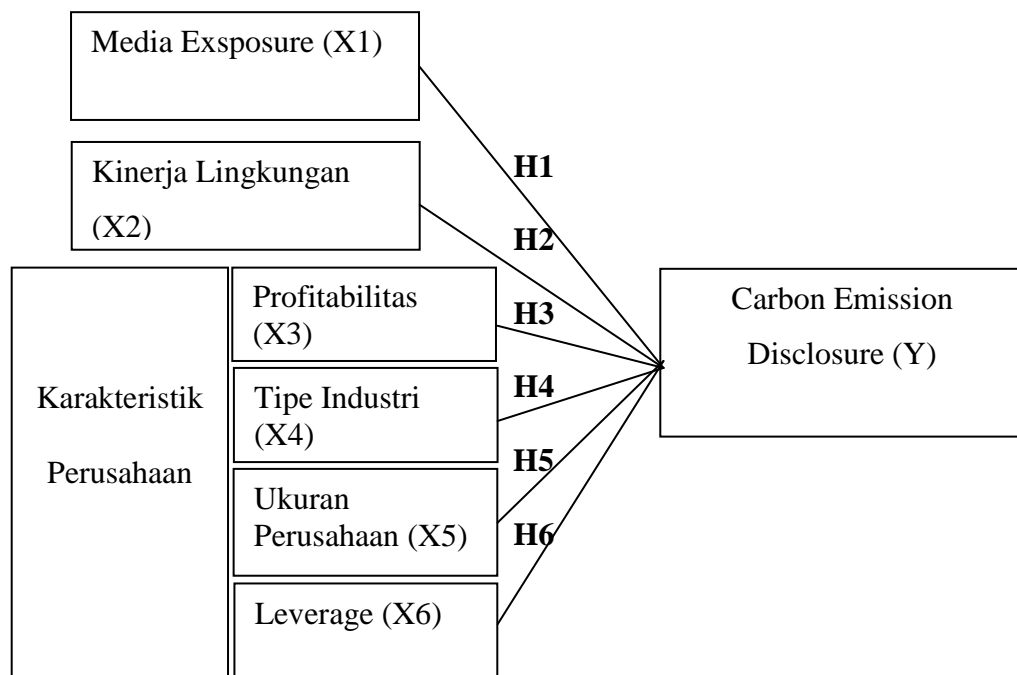 Media Exsposure (X1)
Kinerja Lingkungan
(X2)
Karakteristik
Perusahaan
Profitabilitas
(X3)
Tipe Industri
(X4)
Ukuran
Perusahaan (X5)
Leverage (X6)
H1
H2
H3
H4
H5
H6
Carbon Emission
Disclosure (Y)